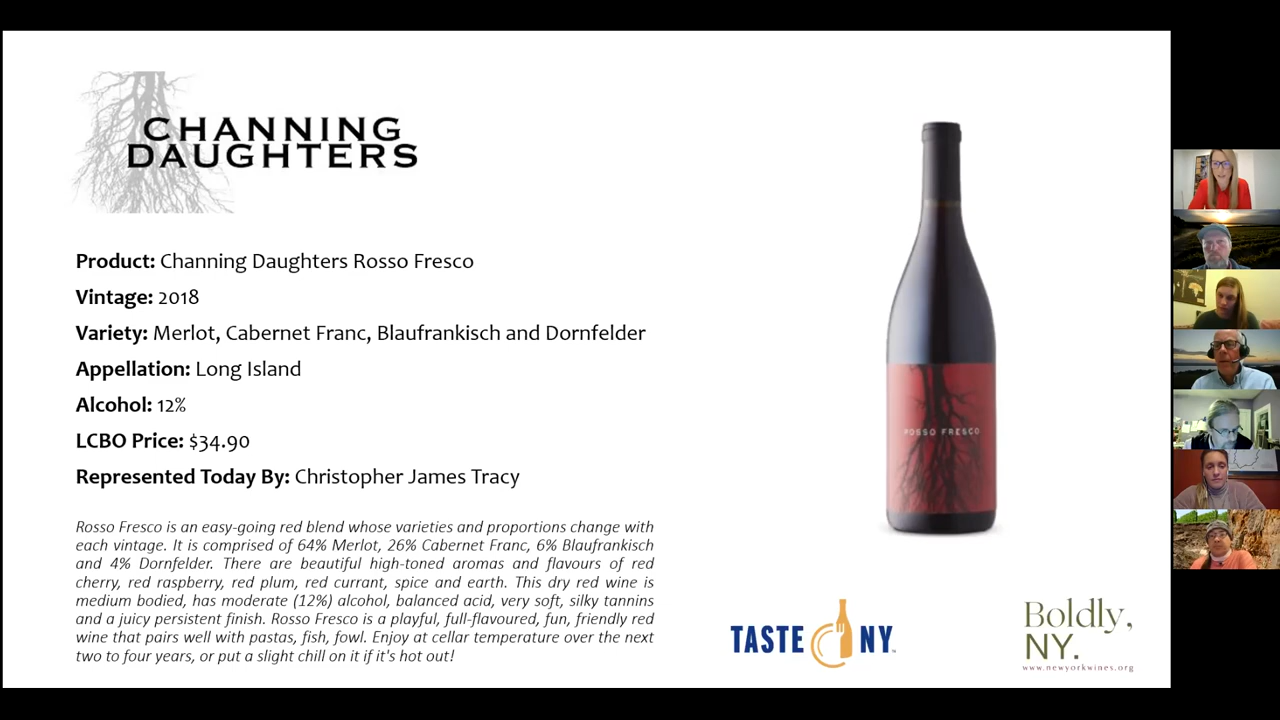 CHANNING
DAUGHTERS
Product: Channing Daughters Rosso Fresco
Vintage: 2018
Variety: Merlot, Cabernet Franc, Blaufrankisch and Dornfelder
Appellation: Long Island
Alcohol: 12%
LCBO Price: $34.90
Represented Today By: Christopher James Tracy
Rosso Fresco is an easy-going red blend whose varieties and proportions change with
each vintage. It is comprised of 64% Merlot, 26% Cabernet Franc, 6% Blaufrankisch
and 4% Dornfelder. There are beautiful high-toned aromas and flavours of red
cherry, red raspberry, red plum, red currant, spice and earth. This dry red wine is
medium bodied, has moderate (12%) alcohol, balanced acid, very soft, silky tannins
and a juicy persistent finish. Rosso Fresco is a playful, full-flavoured, fun, friendly red
wine that pairs well with pastas, fish, fowl. Enjoy at cellar temperature over the next
two to four years, or put a slight chill on it if it's hot out!
ROSSO FRESCO
TASTE NY™
Boldly,
NY.
www.newyorkwines.org